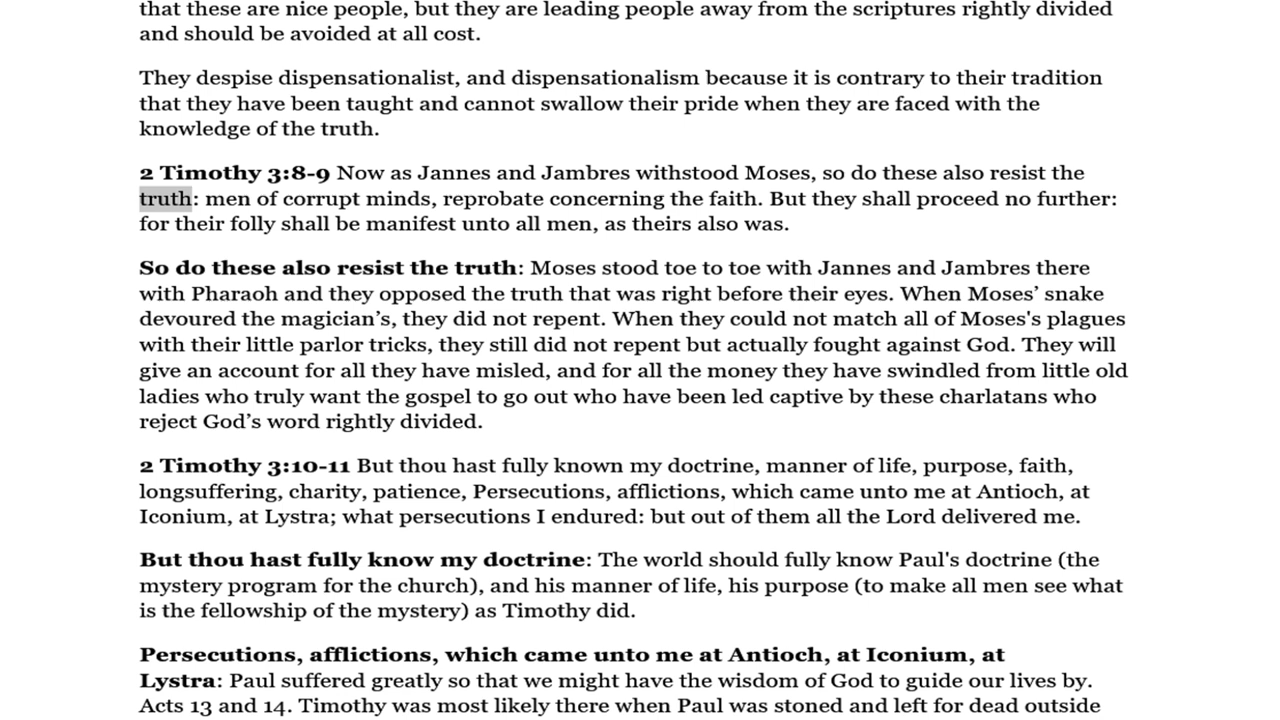 that these are nice people, but they are leading people away from the scriptures rightly divided
and should be avoided at all cost.
They despise dispensationalist, and dispensationalism because it is contrary to their tradition
that they have been taught and cannot swallow their pride when they are faced with the
knowledge of the truth.
2 Timothy 3:8-9 Now as Jannes and Jambres withstood Moses, so do these also resist the
truth: men of corrupt minds, reprobate concerning the faith. But they shall proceed no further:
for their folly shall be manifest unto all men, as theirs also was.
So do these also resist the truth: Moses stood toe to toe with Jannes and Jambres there
with Pharaoh and they opposed the truth that was right before their eyes. When Moses’ snake
devoured the magician’s, they did not repent. When they could not match all of Moses's plagues
with their little parlor tricks, they still did not repent but actually fought against God. They will
give an account for all they have misled, and for all the money they have swindled from little old
ladies who truly want the gospel to go out who have been led captive by these charlatans who
reject God’s word rightly divided.
2 Timothy 3:10-11 But thou hast fully known my doctrine, manner of life, purpose, faith,
longsuffering, charity, patience, Persecutions, afflictions, which came unto me at Antioch, at
Iconium, at Lystra; what persecutions I endured: but out of them all the Lord delivered me.
But thou hast fully know my doctrine: The world should fully know Paul's doctrine (the
mystery program for the church), and his manner of life, his purpose (to make all men see what
is the fellowship of the mystery) as Timothy did.
Persecutions, afflictions, which came unto me at Antioch, at Iconium, at
Lystra: Paul suffered greatly so that we might have the wisdom of God to guide our lives by.
Acts 13 and 14. Timothy was most likely there when Paul was stoned and left for dead outside